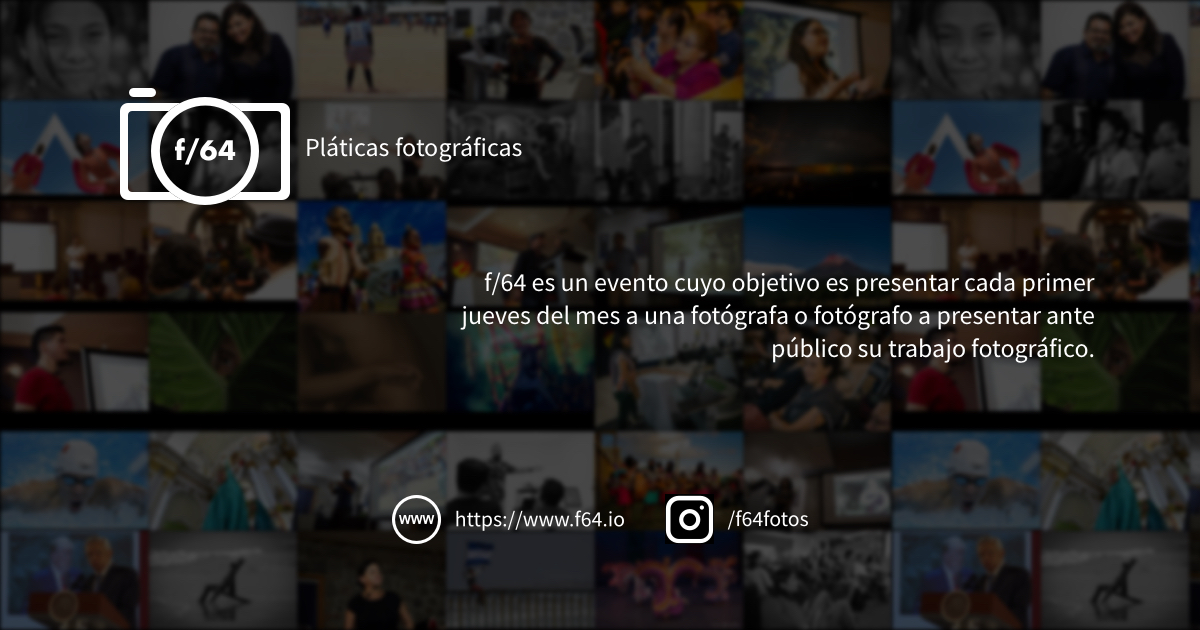 f/64
Pláticas fotográficas
f/64 es un evento cuyo objetivo es presentar cada primer
jueves del mes a una fotógrafa o fotógrafo a presentar ante
público su trabajo fotográfico.
www
https://www.f64.io
/f64fotos